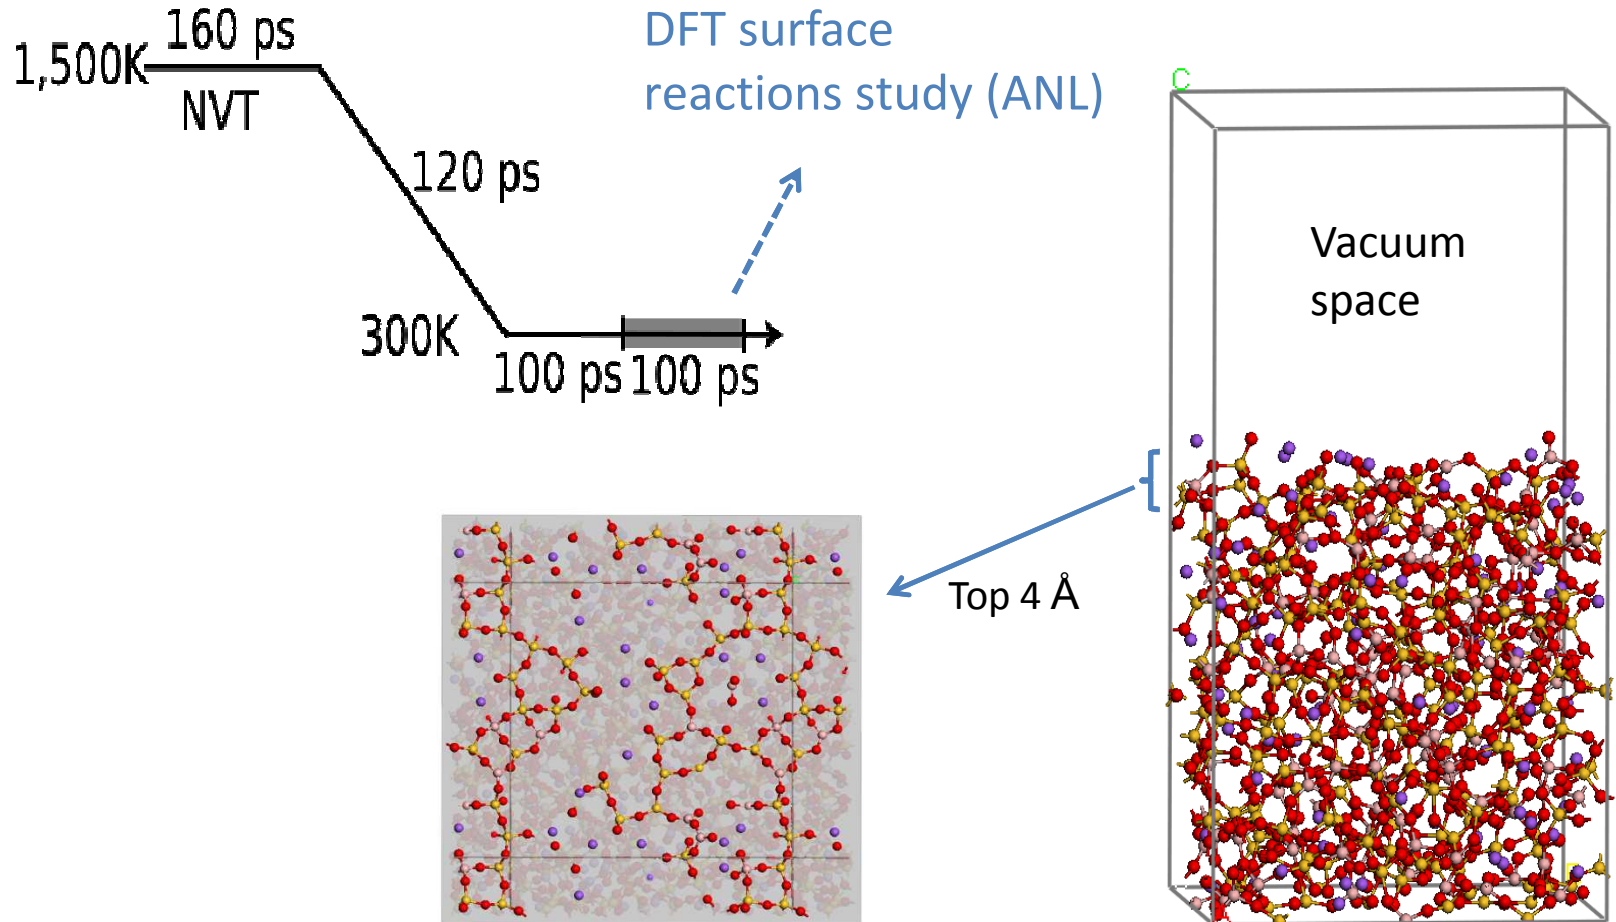 160 ps
1,500K
NVT
120 ps
300K
100 ps 100 ps
DFT surface
reactions study (ANL)
C
Vacuum
space
Top 4 Å